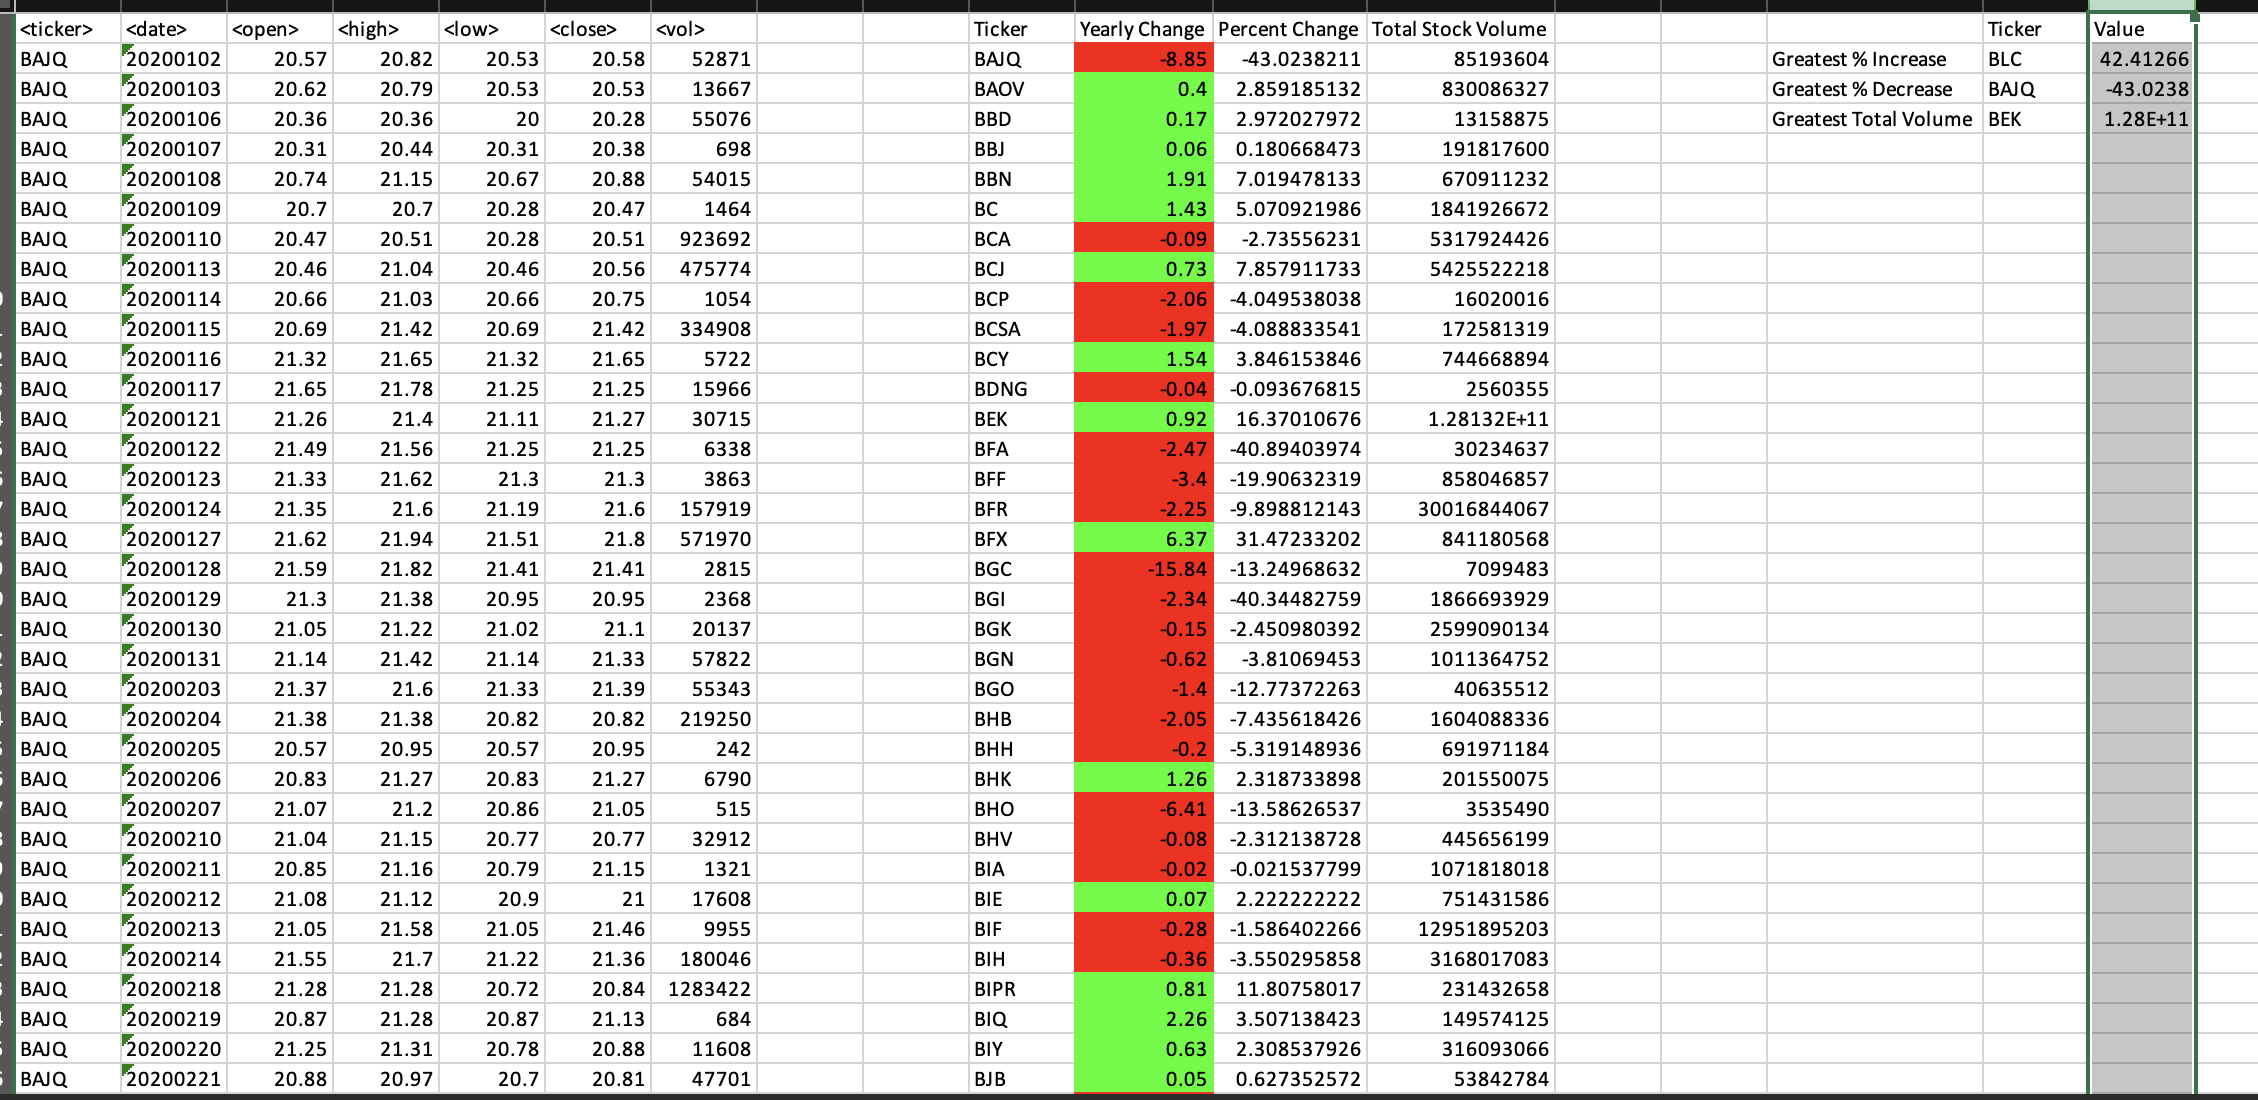 <ticker> <date> <open> <high> <low> <close> <vol> Ticker Yearly Change Percent Change Total Stock Volume Ticker Value
BAJQ 20200102 20.57 20.82 20.53 20.58 52871 BAJQ -8.85 -43.0238211 85193604 Greatest % Increase BLC 42.41266
BAJQ 20200103 20.62 20.79 20.53 20.53 13667 BAOV 0.4 2.859185132 830086327 Greatest % Decrease BAJQ -43.0238
BAJQ 20200106 20.36 20.36 20 20.28 55076 BBD 0.17 2.972027972 13158875 Greatest Total Volume BEK 1.28E+11
BAJQ 20200107 20.31 20.44 20.31 20.38 698 BBJ 0.06 0.180668473 191817600
BAJQ 20200108 20.74 21.15 20.67 20.88 54015 BBN 1.91 7.019478133 670911232
BAJQ 20200109 20.7 20.7 20.28 20.47 1464 BC 1.43 5.070921986 1841926672
BAJQ 20200110 20.47 20.51 20.28 20.51 923692 BCA -0.09 -2.73556231 5317924426
BAJQ 20200113 20.46 21.04 20.46 20.56 475774 BCJ 0.73 7.857911733 5425522218
BAJQ 20200114 20.66 21.03 20.66 20.75 1054 BCP -2.06 -4.049538038 16020016
BAJQ 20200115 20.69 21.42 20.69 21.42 334908 BCSA -1.97 -4.088833541 172581319
BAJQ 20200116 21.32 21.65 21.32 21.65 5722 BCY 1.54 3.846153846 744668894
BAJQ 20200117 21.65 21.78 21.25 21.25 15966 BDNG -0.04 -0.093676815 2560355
BAJQ 20200121 21.26 21.4 21.11 21.27 30715 BEK 0.92 16.37010676 1.28132E+11
BAJQ 20200122 21.49 21.56 21.25 21.25 6338 BFA -2.47 -40.89403974 30234637
BAJQ 20200123 21.33 21.62 21.3 21.3 3863 BFF -3.4 -19.90632319 858046857
BAJQ 20200124 21.35 21.6 21.19 21.6 157919 BFR -2.25 -9.898812143 30016844067
BAJQ 20200127 21.62 21.94 21.51 21.8 571970 BFX 6.37 31.47233202 841180568
BAJQ 20200128 21.59 21.82 21.41 21.41 2815 BGC -15.84 -13.24968632 7099483
BAJQ 20200129 21.3 21.38 20.95 20.95 2368 BGI -2.34 -40.34482759 1866693929
BAJQ 20200130 21.05 21.22 21.02 21.1 20137 BGK -0.15 -2.450980392 2599090134
BAJQ 20200131 21.14 21.42 21.14 21.33 57822 BGN -0.62 -3.81069453 1011364752
BAJQ 20200203 21.37 21.6 21.33 21.39 55343 BGO -1.4 -12.77372263 40635512
BAJQ 20200204 21.38 21.38 20.82 20.82 219250 BHB -2.05 -7.435618426 1604088336
BAJQ 20200205 20.57 20.95 20.57 20.95 242 BHH -0.2 -5.319148936 691971184
BAJQ 20200206 20.83 21.27 20.83 21.27 6790 BHK 1.26 2.318733898 201550075
BAJQ 20200207 21.07 21.2 20.86 21.05 515 BHO -6.41 -13.58626537 3535490
BAJQ 20200210 21.04 21.15 20.77 20.77 32912 BHV -0.08 -2.312138728 445656199
BAJQ 20200211 20.85 21.16 20.79 21.15 1321 BIA -0.02 -0.021537799 1071818018
BAJQ 20200212 21.08 21.12 20.9 21 17608 BIE 0.07 2.222222222 751431586
BAJQ 20200213 21.05 21.58 21.05 21.46 9955 BIF -0.28 -1.586402266 12951895203
BAJQ 20200214 21.55 21.7 21.22 21.36 180046 BIH -0.36 -3.550295858 3168017083
BAJQ 20200218 21.28 21.28 20.72 20.84 1283422 BIPR 0.81 11.80758017 231432658
BAJQ 20200219 20.87 21.28 20.87 21.13 684 BIQ 2.26 3.507138423 149574125
BAJQ 20200220 21.25 21.31 20.78 20.88 11608 BIY 0.63 2.308537926 316093066
BAJQ 20200221 20.88 20.97 20.7 20.81 47701 BJB 0.05 0.627352572 53842784